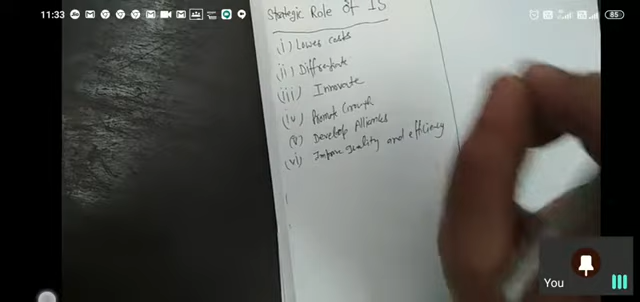 11:33
85
Strategic Role of IS
(i) Lower costs
(ii) Differentiate
(iii) Innovate
(iv) Promote Growth
(v) Develop Alliances
(vi) Improve quality and efficiency
You